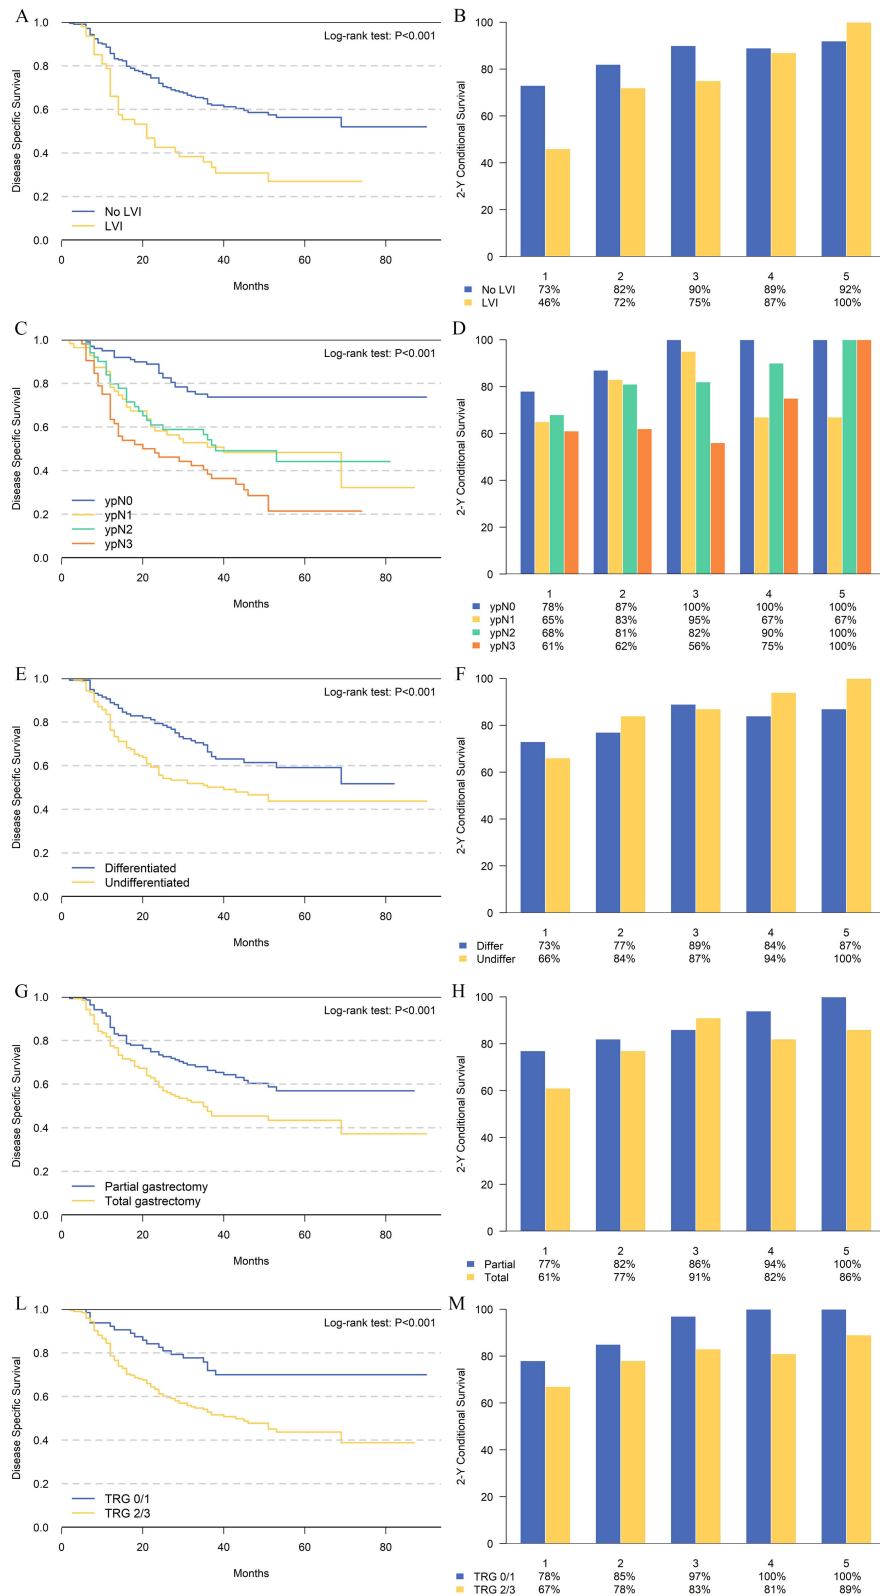 A
Disease Specific Survival
1.0
0.8
0.6
0.4
0.2
0.0
Log-rank test: P<0.001
No LVI
LVI
0 20 40 60 80
Months
B
2-Y Conditional Survival
100
80
60
40
20
0
1 2 3 4 5
No LVI 73% 82% 90% 89% 92%
LVI 46% 72% 75% 87% 100%
C
Disease Specific Survival
1.0
0.8
0.6
0.4
0.2
0.0
Log-rank test: P<0.001
ypN0
ypN1
ypN2
ypN3
0 20 40 60 80
Months
D
2-Y Conditional Survival
100
80
60
40
20
0
1 2 3 4 5
ypN0 78% 87% 100% 100% 100%
ypN1 65% 83% 95% 67% 67%
ypN2 68% 81% 82% 90% 100%
ypN3 61% 62% 56% 75% 100%
E
Disease Specific Survival
1.0
0.8
0.6
0.4
0.2
0.0
Log-rank test: P<0.001
Differentiated
Undifferentiated
0 20 40 60 80
Months
F
2-Y Conditional Survival
100
80
60
40
20
0
1 2 3 4 5
Differ 73% 77% 89% 84% 87%
Undiffer 66% 84% 87% 94% 100%
G
Disease Specific Survival
1.0
0.8
0.6
0.4
0.2
0.0
Log-rank test: P<0.001
Partial gastrectomy
Total gastrectomy
0 20 40 60 80
Months
H
2-Y Conditional Survival
100
80
60
40
20
0
1 2 3 4 5
Partial 77% 82% 86% 94% 100%
Total 61% 77% 91% 82% 86%
L
Disease Specific Survival
1.0
0.8
0.6
0.4
0.2
0.0
Log-rank test: P<0.001
TRG 0/1
TRG 2/3
0 20 40 60 80
Months
M
2-Y Conditional Survival
100
80
60
40
20
0
1 2 3 4 5
TRG 0/1 78% 85% 97% 100% 100%
TRG 2/3 67% 78% 83% 81% 89%